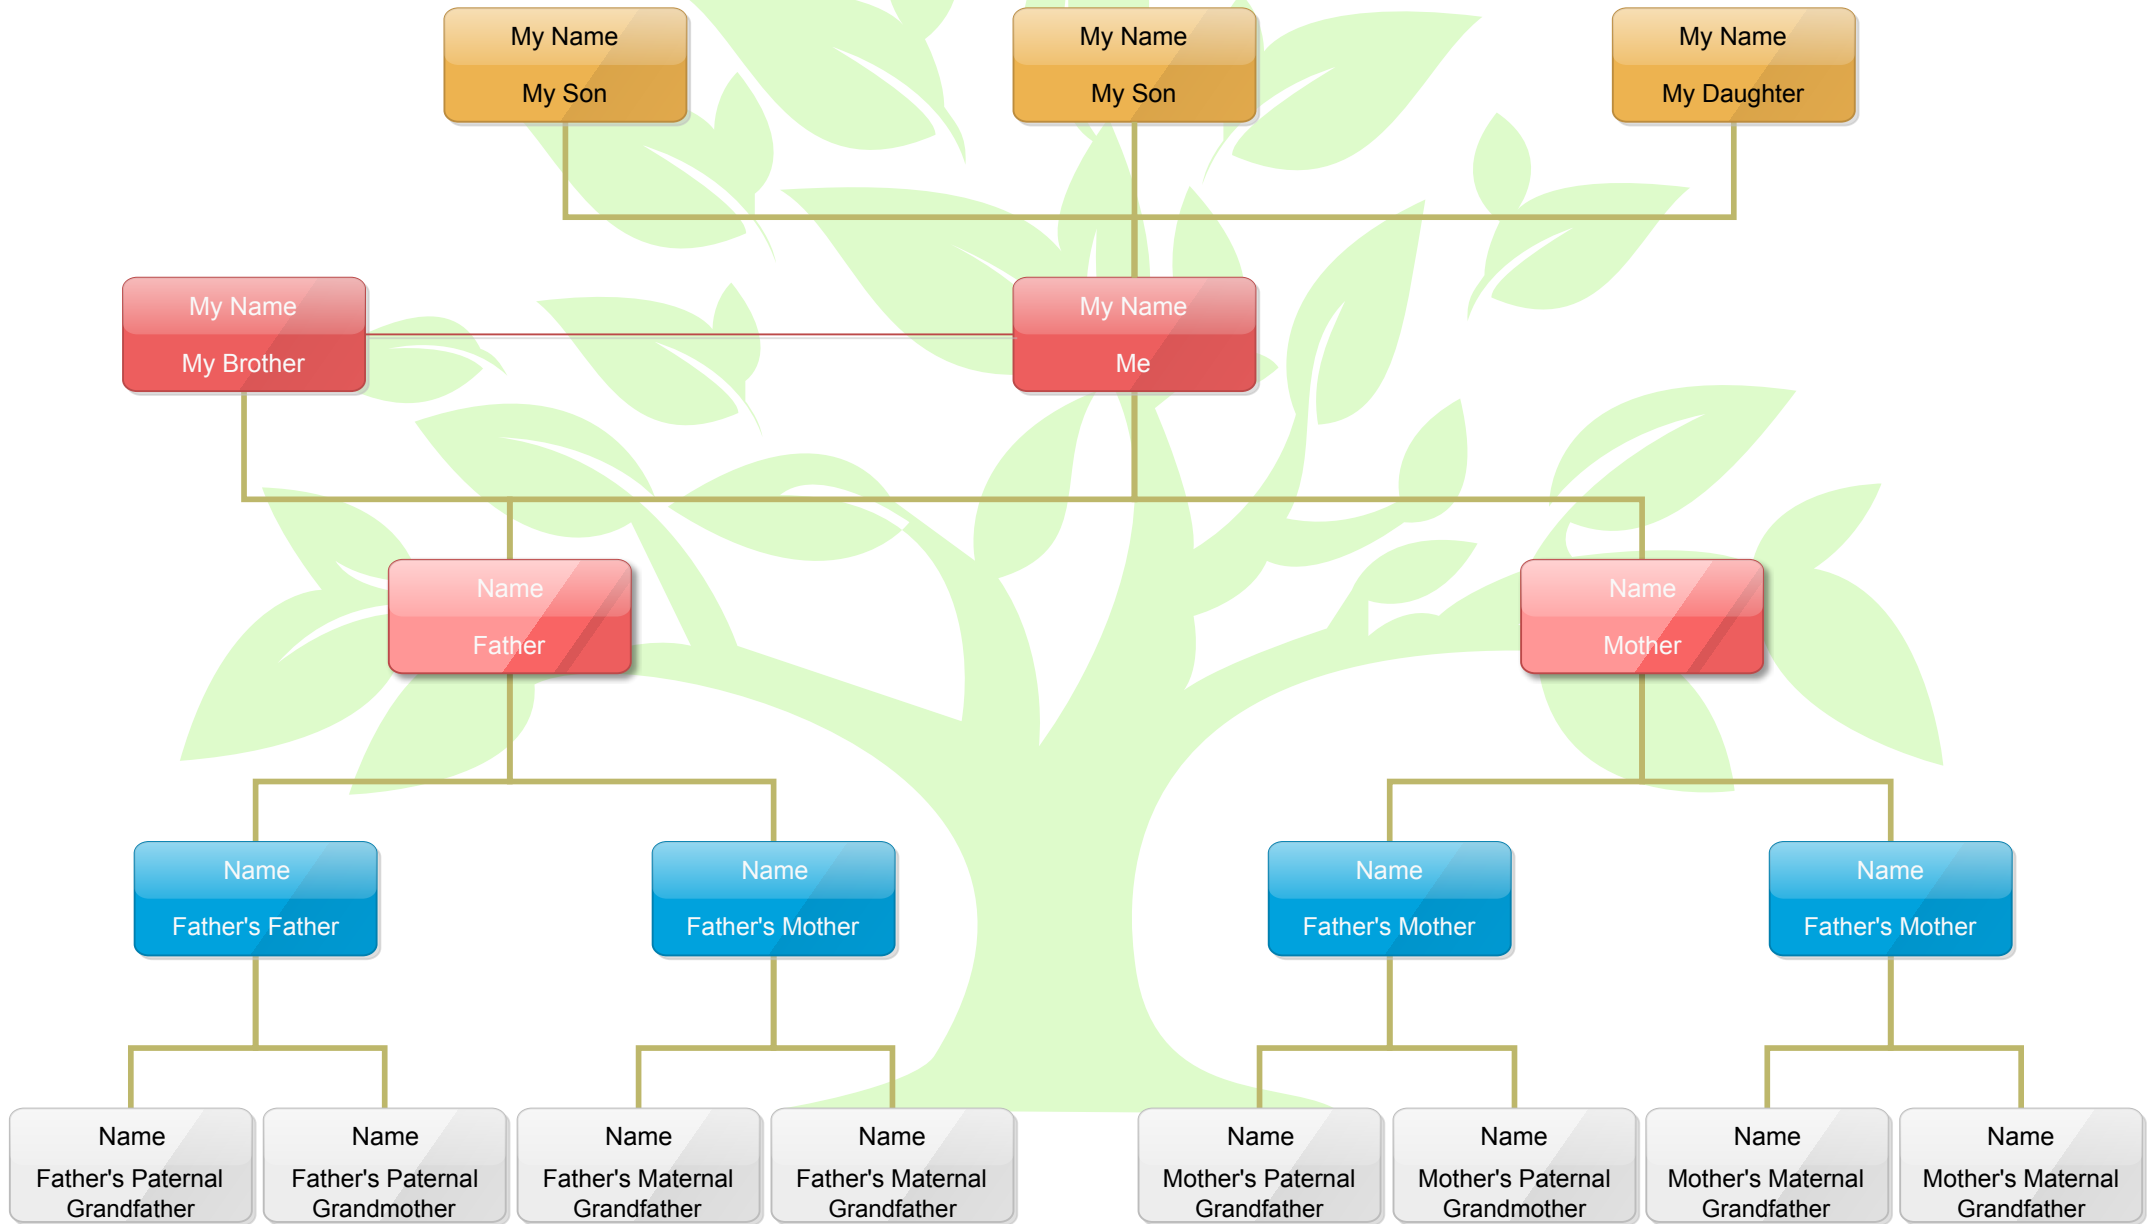 My Name
My Son
My Name
My Son
My Name
My Daughter
My Name
My Brother
My Name
Me
Name
Father
Name
Mother
Name
Father's Father
Name
Father's Mother
Name
Father's Mother
Name
Father's Mother
Name
Father's Paternal
Grandfather
Name
Father's Paternal
Grandmother
Name
Father's Maternal
Grandfather
Name
Father's Maternal
Grandfather
Name
Mother's Paternal
Grandfather
Name
Mother's Paternal
Grandmother
Name
Mother's Maternal
Grandfather
Name
Mother's Maternal
Grandfather